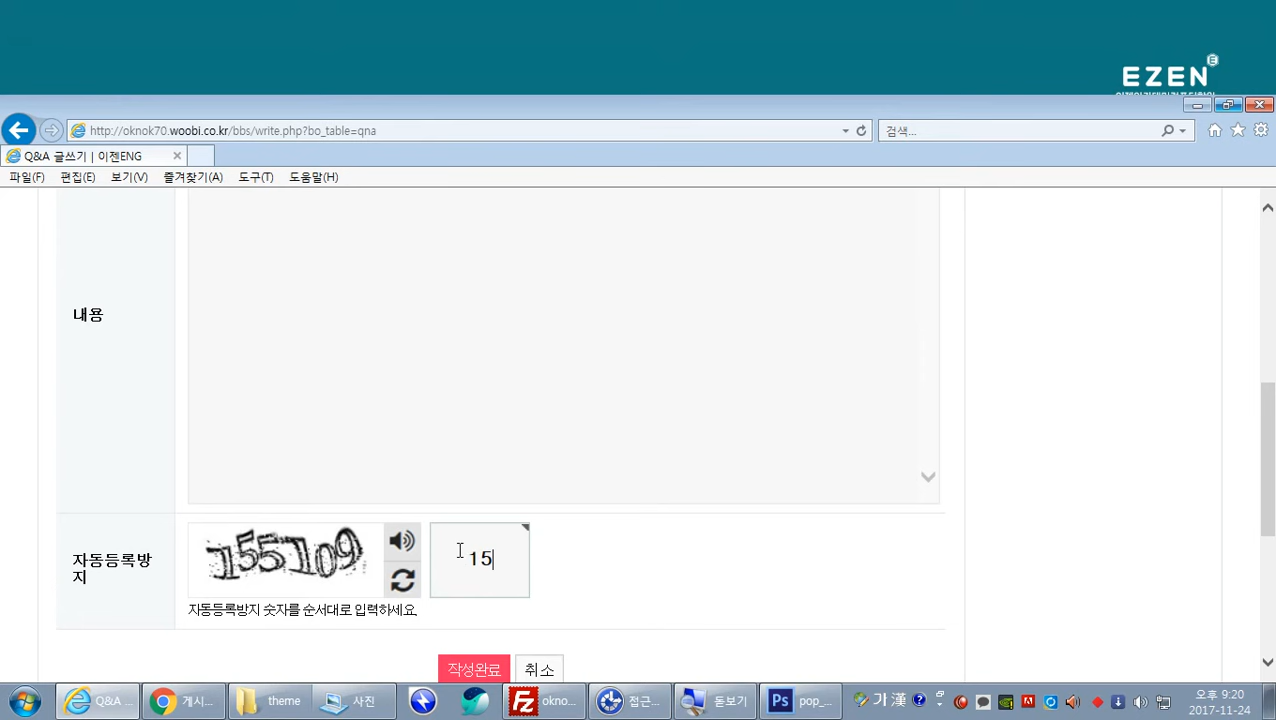 EZEN
http://oknok70.woobi.co.kr/bbs/write.php?bo_table=qna
검색...
Q&A 글쓰기 | 이젠ENG
파일(F) 편집(E) 보기(V) 즐겨찾기(A) 도구(T) 도움말(H)
내용
자동등록방
지
155109
15
자동등록방지 숫자를 순서대로 입력하세요.
작성완료 취소
Q&A ...
게시...
theme
사진
okno...
접근...
돋보기
pop_...
가 漢
오후 9:20
2017-11-24